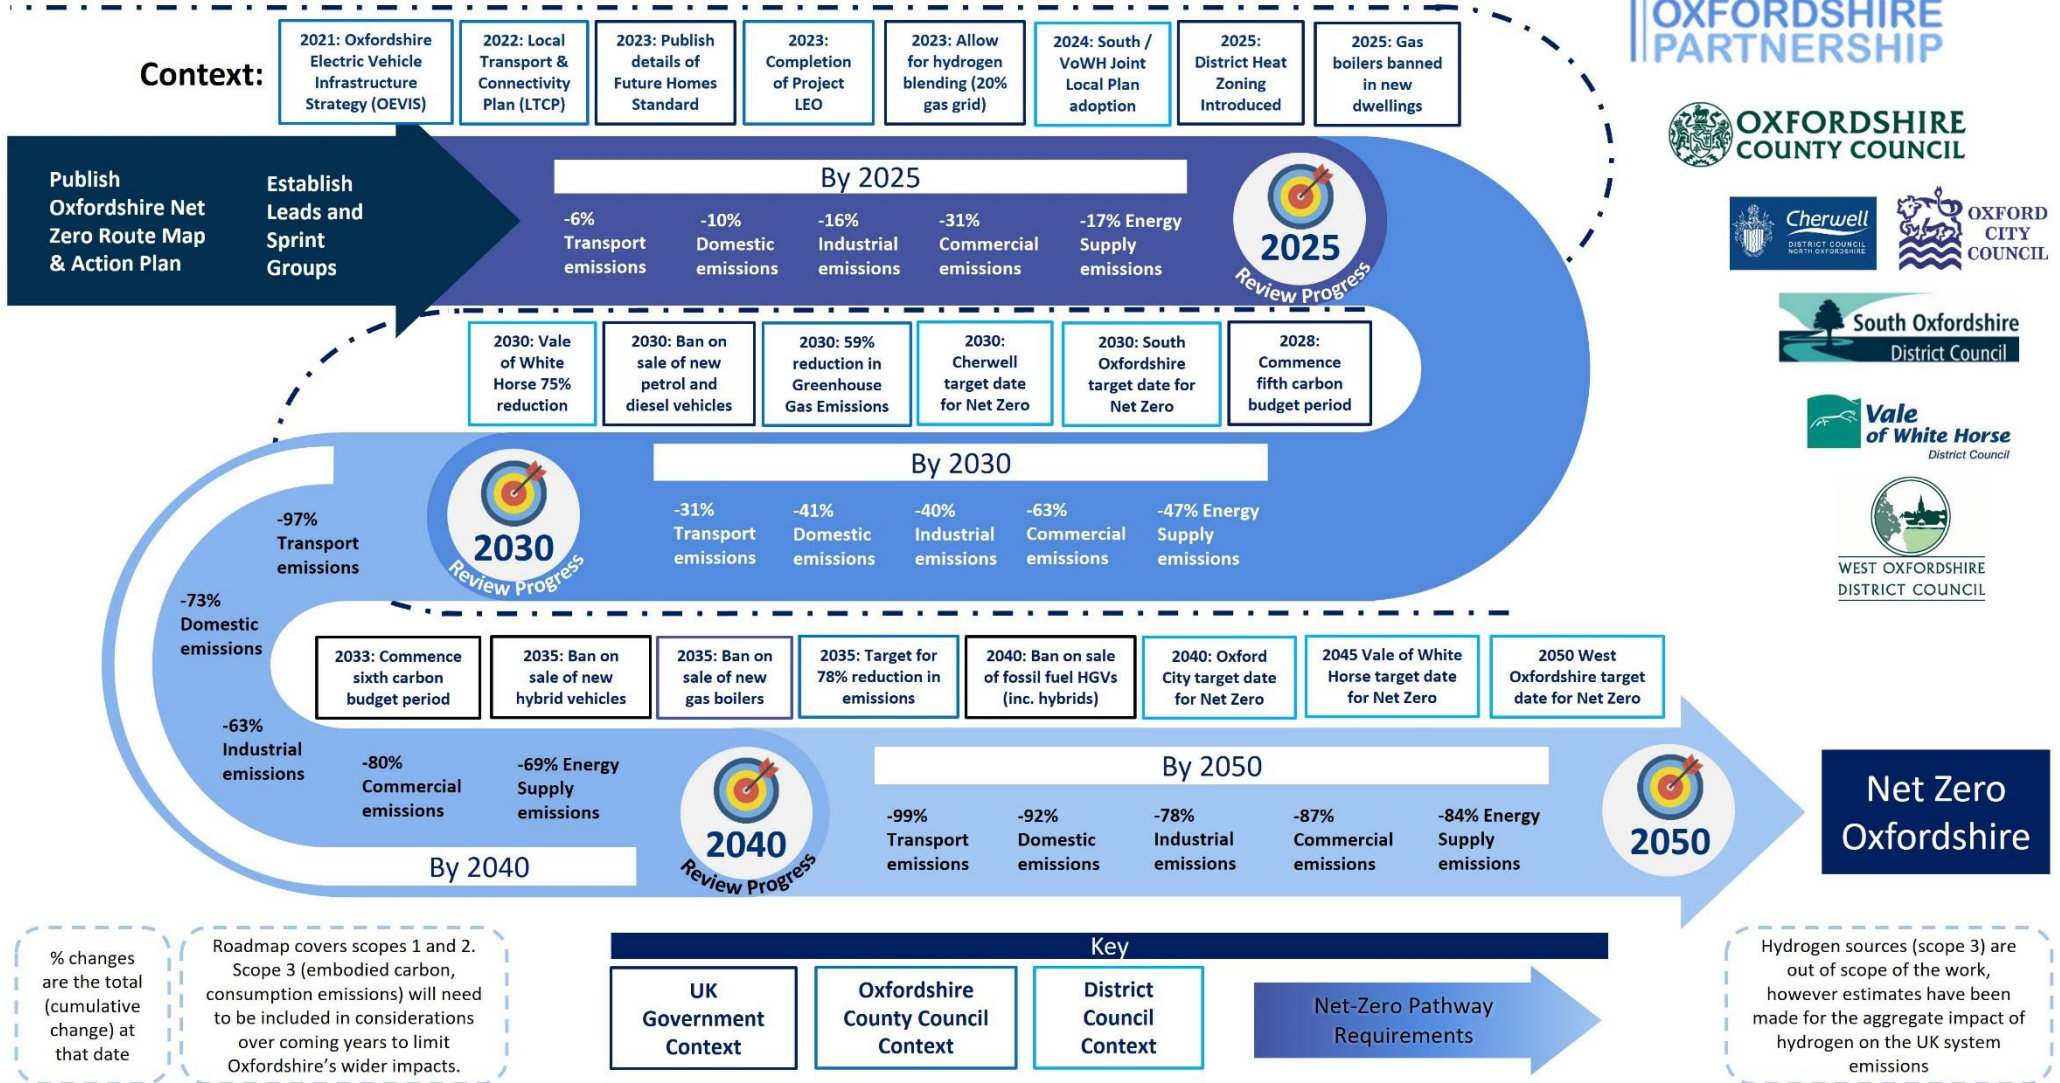 OXFORDSHIRE
PARTNERSHIP
Context:
2021: Oxfordshire
Electric Vehicle
Infrastructure
Strategy (OEVIS)
2022: Local
Transport &
Connectivity
Plan (LTCP)
2023: Publish
details of
Future Homes
Standard
2023:
Completion
of Project
LEO
2023: Allow
for hydrogen
blending (20%
gas grid)
2024: South /
VoWH Joint
Local Plan
adoption
2025:
District Heat
Zoning
Introduced
2025: Gas
boilers banned
in new
dwellings
OXFORDSHIRE
COUNTY COUNCIL
Publish
Oxfordshire Net
Zero Route Map
& Action Plan
Establish
Leads and
Sprint
Groups
By 2025
-6%
Transport
emissions
-10%
Domestic
emissions
-16%
Industrial
emissions
-31%
Commercial
emissions
-17% Energy
Supply
emissions
2025
Review Progress
Cherwell
DISTRICT COUNCIL
NORTH OXFORDSHIRE
OXFORD
CITY
COUNCIL
South Oxfordshire
District Council
2030: Vale
of White
Horse 75%
reduction
2030: Ban on
sale of new
petrol and
diesel vehicles
2030: 59%
reduction in
Greenhouse
Gas Emissions
2030:
Cherwell
target date
for Net Zero
2030: South
Oxfordshire
target date for
Net Zero
2028:
Commence
fifth carbon
budget period
Vale
of White Horse
District Council
By 2030
2030
Review Progress
-31%
Transport
emissions
-41%
Domestic
emissions
-40%
Industrial
emissions
-63%
Commercial
emissions
-47% Energy
Supply
emissions
WEST OXFORDSHIRE
DISTRICT COUNCIL
-97%
Transport
emissions
-73%
Domestic
emissions
-63%
Industrial
emissions
-80%
Commercial
emissions
-69% Energy
Supply
emissions
By 2040
2033: Commence
sixth carbon
budget period
2035: Ban on
sale of new
hybrid vehicles
2035: Ban on
sale of new
gas boilers
2035: Target for
78% reduction in
emissions
2040: Ban on sale
of fossil fuel HGVs
(inc. hybrids)
2040: Oxford
City target date
for Net Zero
2045 Vale of White
Horse target date
for Net Zero
2050 West
Oxfordshire target
date for Net Zero
2040
Review Progress
By 2050
-99%
Transport
emissions
-92%
Domestic
emissions
-78%
Industrial
emissions
-87%
Commercial
emissions
-84% Energy
Supply
emissions
2050
Net Zero
Oxfordshire
% changes
are the total
(cumulative
change) at
that date
Roadmap covers scopes 1 and 2.
Scope 3 (embodied carbon,
consumption emissions) will need
to be included in considerations
over coming years to limit
Oxfordshire's wider impacts.
Key
UK
Government
Context
Oxfordshire
County Council
Context
District
Council
Context
Net-Zero Pathway
Requirements
Hydrogen sources (scope 3) are
out of scope of the work,
however estimates have been
made for the aggregate impact of
hydrogen on the UK system
emissions